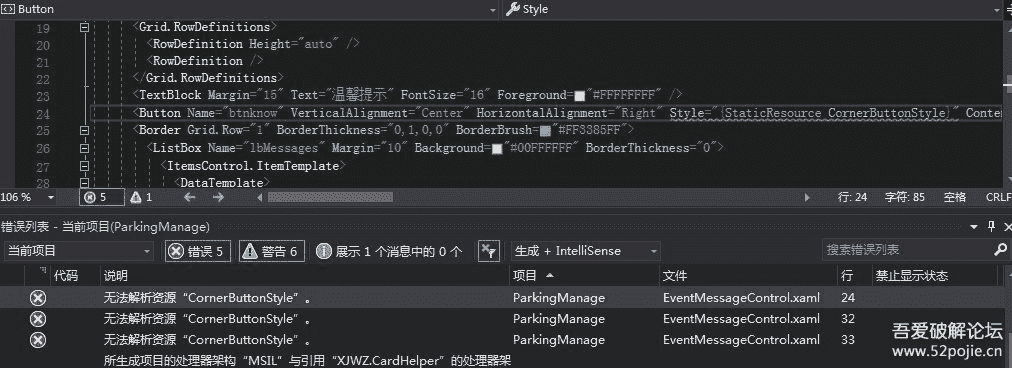 Button Style
19 <Grid.RowDefinitions>
20 <RowDefinition Height="auto" />
21 <RowDefinition />
22 </Grid.RowDefinitions>
23 <TextBlock Margin="15" Text="温馨提示" FontSize="16" Foreground="#FFFFFFFF" />
24 <Button Name="btnknow" VerticalAlignment="Center" HorizontalAlignment="Right" Style="{StaticResource CornerButtonStyle}" Conte
25 <Border Grid.Row="1" BorderThickness="0,1,0,0" BorderBrush="#FF3385FF">
26 <ListBox Name="lbMessages" Margin="10" Background="#00FFFFFF" BorderThickness="0">
27 <ItemsControl.ItemTemplate>
28 <DataTemplate>
106 % 5 1 行: 24 字符: 85 空格 CRLF
错误列表 - 当前项目(ParkingManage)
当前项目 错误 5 警告 6 展示 1 个消息中的 0 个 生成 + IntelliSense 搜索错误列表
代码 说明 项目 文件 行 禁止显示状态
无法解析资源“CornerButtonStyle”。 ParkingManage EventMessageControl.xaml 24
无法解析资源“CornerButtonStyle”。 ParkingManage EventMessageControl.xaml 32
无法解析资源“CornerButtonStyle”。 ParkingManage EventMessageControl.xaml 33
所生成项目的处理器架构“MSIL”与引用“XJWZ.CardHelper”的处理器架
吾爱破解论坛
www.52pojie.cn